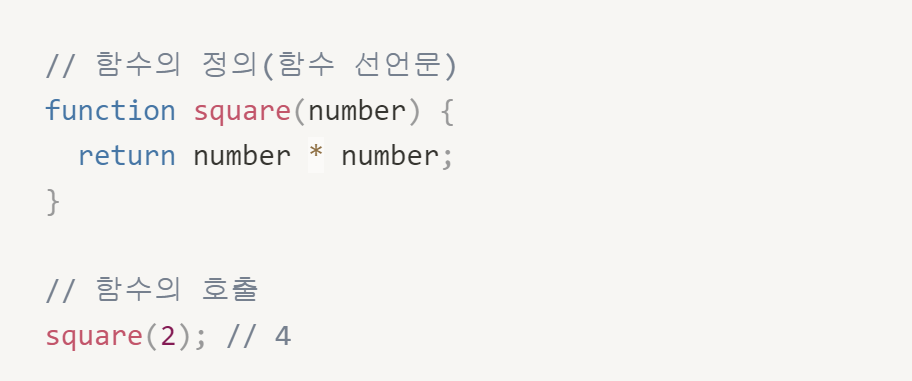 // 함수의 정의(함수 선언문)
function square(number) {
  return number * number;
}
// 함수의 호출
square(2); // 4